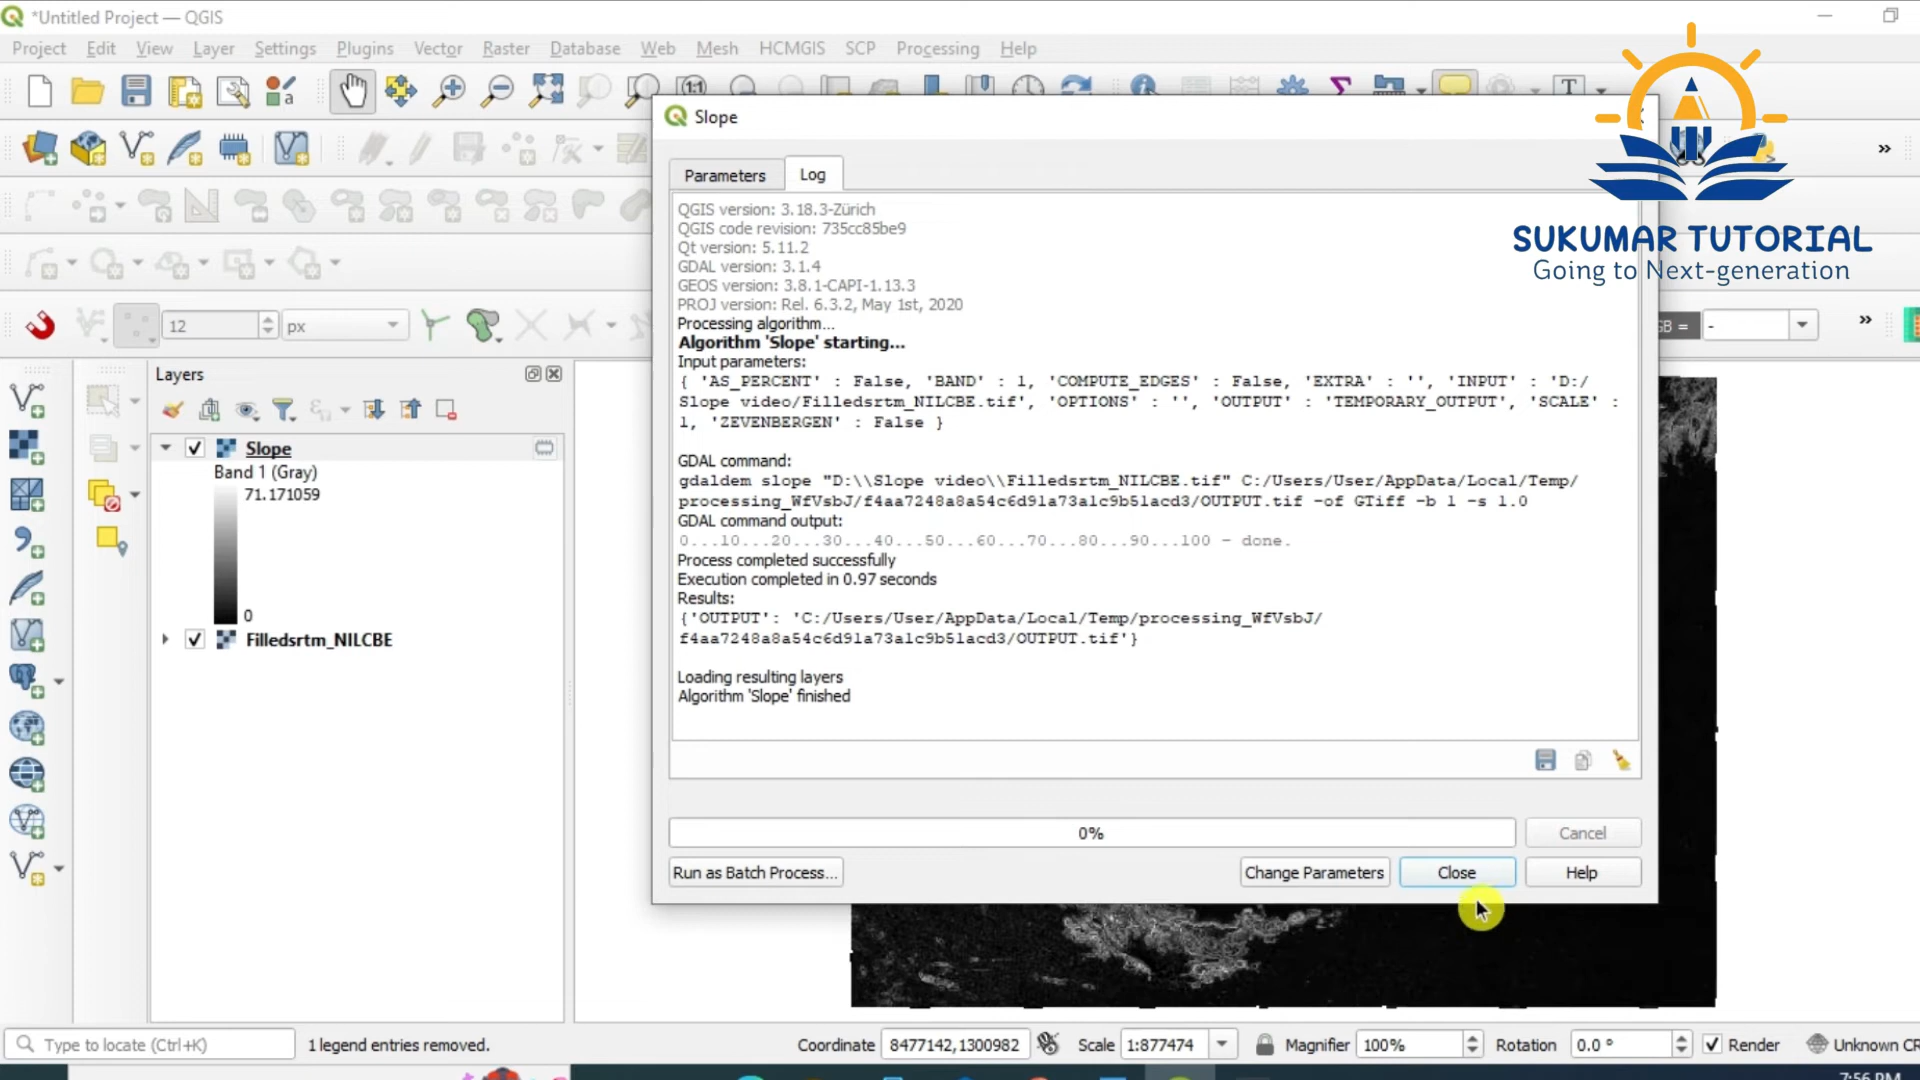 *Untitled Project — QGIS
Project Edit View Layer Settings Plugins Vector Raster Database Web Mesh HCMGIS SCP Processing Help
Slope
SUKUMAR TUTORIAL
Going to Next-generation
Parameters Log
QGIS version: 3.18.3-Zürich
QGIS code revision: 735cc85be9
Qt version: 5.11.2
GDAL version: 3.1.4
GEOS version: 3.8.1-CAPI-1.13.3
PROJ version: Rel. 6.3.2, May 1st, 2020
Processing algorithm...
Algorithm 'Slope' starting...
Input parameters:
{ 'AS_PERCENT' : False, 'BAND' : 1, 'COMPUTE_EDGES' : False, 'EXTRA' : '', 'INPUT' : 'D:/
Slope video/Filledsrtm_NILCBE.tif', 'OPTIONS' : '', 'OUTPUT' : 'TEMPORARY_OUTPUT', 'SCALE' :
1, 'ZEVENBERGEN' : False }
GDAL command:
gdaldem slope "D:\\Slope video\\Filledsrtm_NILCBE.tif" C:/Users/User/AppData/Local/Temp/
processing_WfVsbJ/f4aa7248a8a54c6d91a73a1c9b51acd3/OUTPUT.tif -of GTiff -b 1 -s 1.0
GDAL command output:
0...10...20...30...40...50...60...70...80...90...100 - done.
Process completed successfully
Execution completed in 0.97 seconds
Results:
{'OUTPUT': 'C:/Users/User/AppData/Local/Temp/processing_WfVsbJ/
f4aa7248a8a54c6d91a73a1c9b51acd3/OUTPUT.tif'}
Loading resulting layers
Algorithm 'Slope' finished
0%
Cancel
Run as Batch Process... Change Parameters Close Help
12 px
-
Layers
Slope
Band 1 (Gray)
71.171059
0
Filledsrtm_NILCBE
Type to locate (Ctrl+K) 1 legend entries removed. Coordinate 8477142,1300982 Scale 1:877474 Magnifier 100% Rotation 0.0 ° Render Unknown CR
7:56 PM